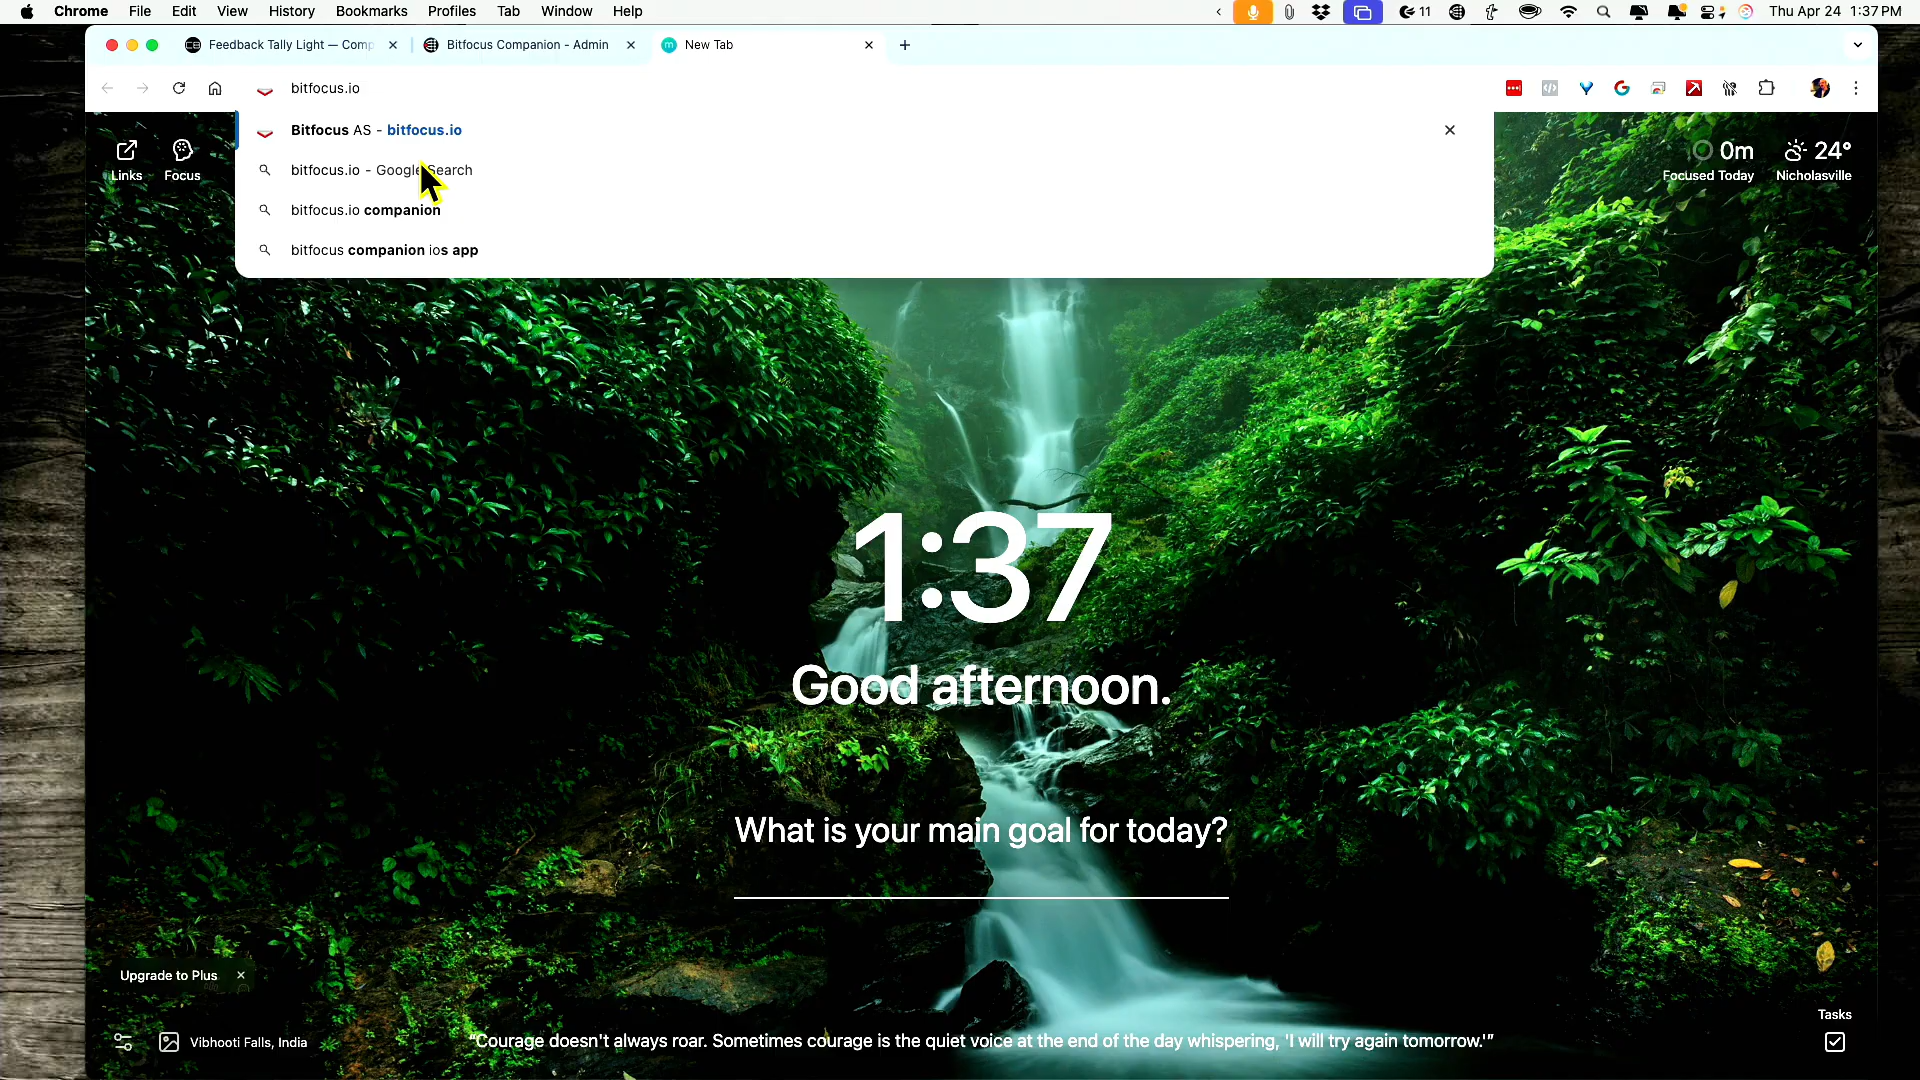 Chrome File Edit View History Bookmarks Profiles Tab Window Help
11
Thu Apr 24 1:37 PM
Feedback Tally Light — Comp
Bitfocus Companion - Admin
New Tab
bitfocus.io
Bitfocus AS - bitfocus.io
bitfocus.io - Google Search
bitfocus.io companion
bitfocus companion ios app
Links
Focus
0m
Focused Today
24°
Nicholasville
1:37
Good afternoon.
What is your main goal for today?
Upgrade to Plus
Vibhooti Falls, India
"Courage doesn't always roar. Sometimes courage is the quiet voice at the end of the day whispering, 'I will try again tomorrow.'"
Tasks